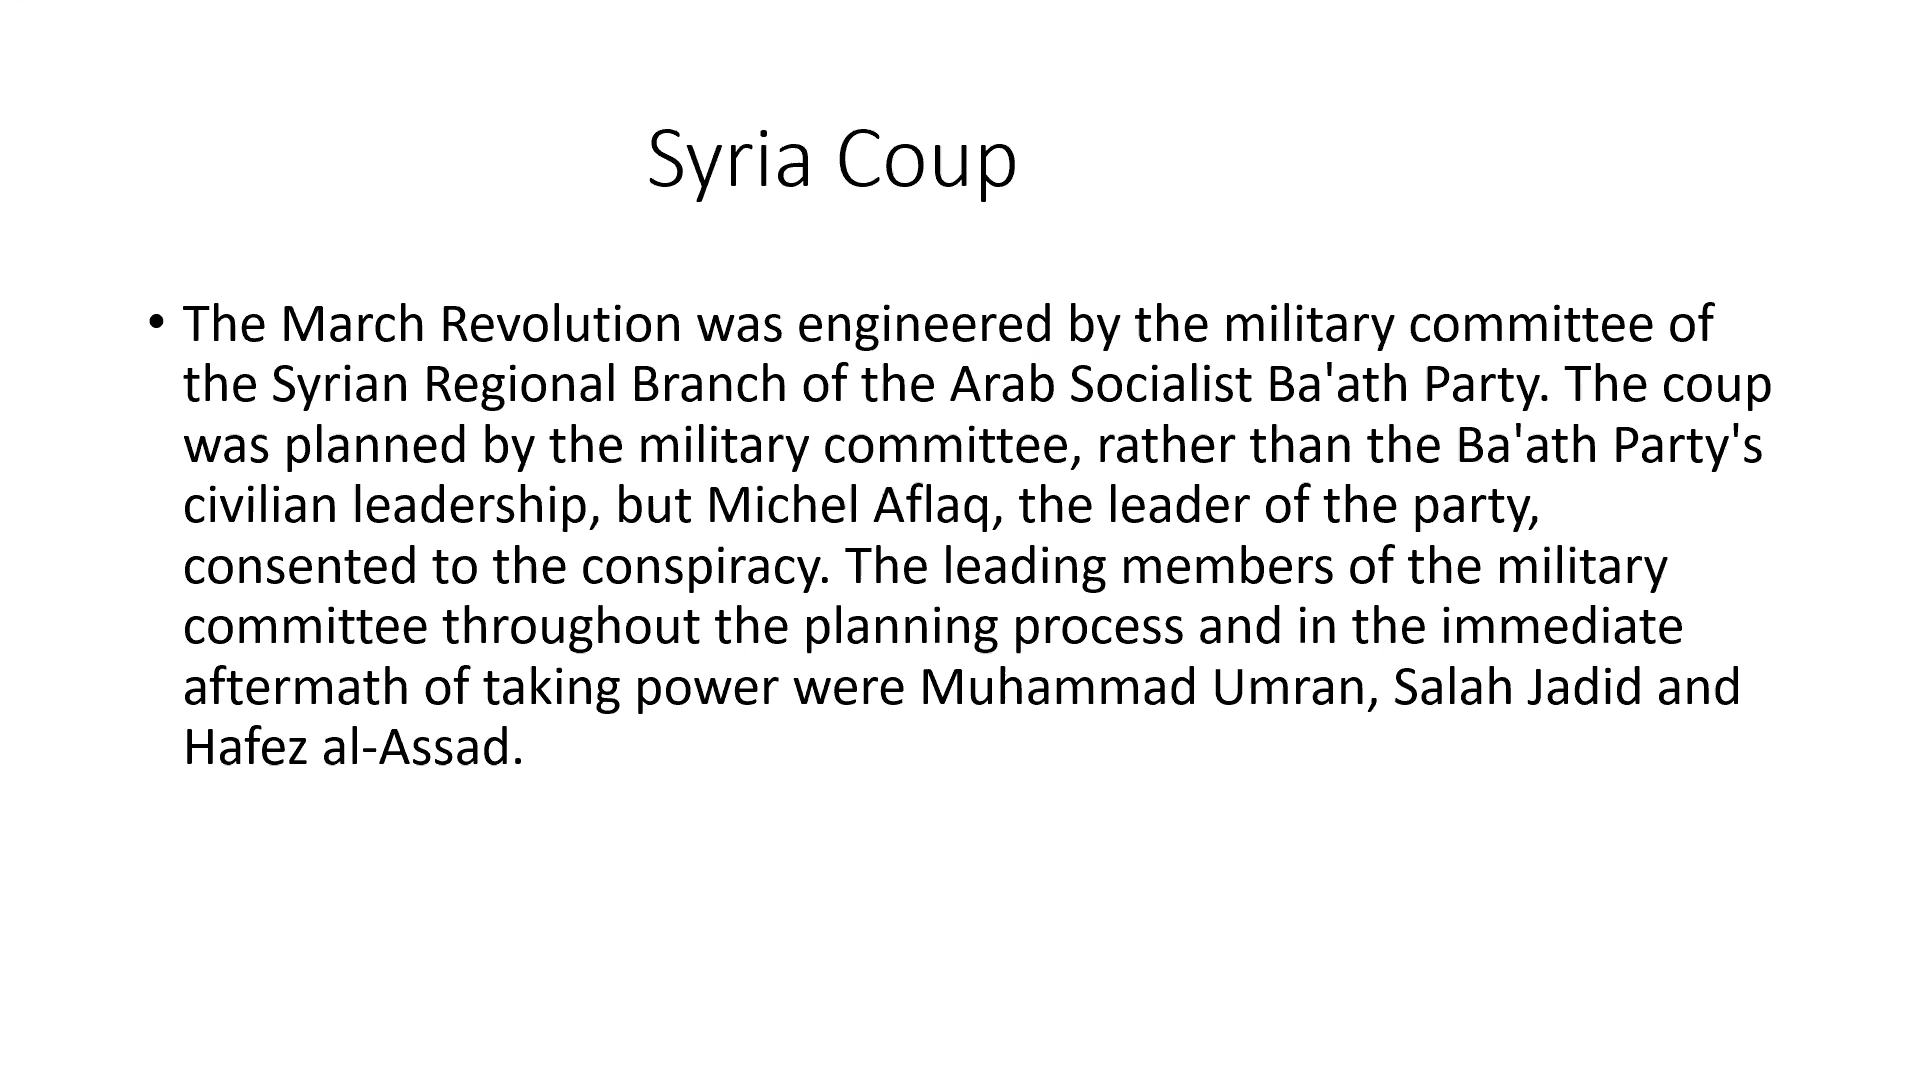 Syria Coup
• The March Revolution was engineered by the military committee of
the Syrian Regional Branch of the Arab Socialist Ba'ath Party. The coup
was planned by the military committee, rather than the Ba'ath Party's
civilian leadership, but Michel Aflaq, the leader of the party,
consented to the conspiracy. The leading members of the military
committee throughout the planning process and in the immediate
aftermath of taking power were Muhammad Umran, Salah Jadid and
Hafez al-Assad.